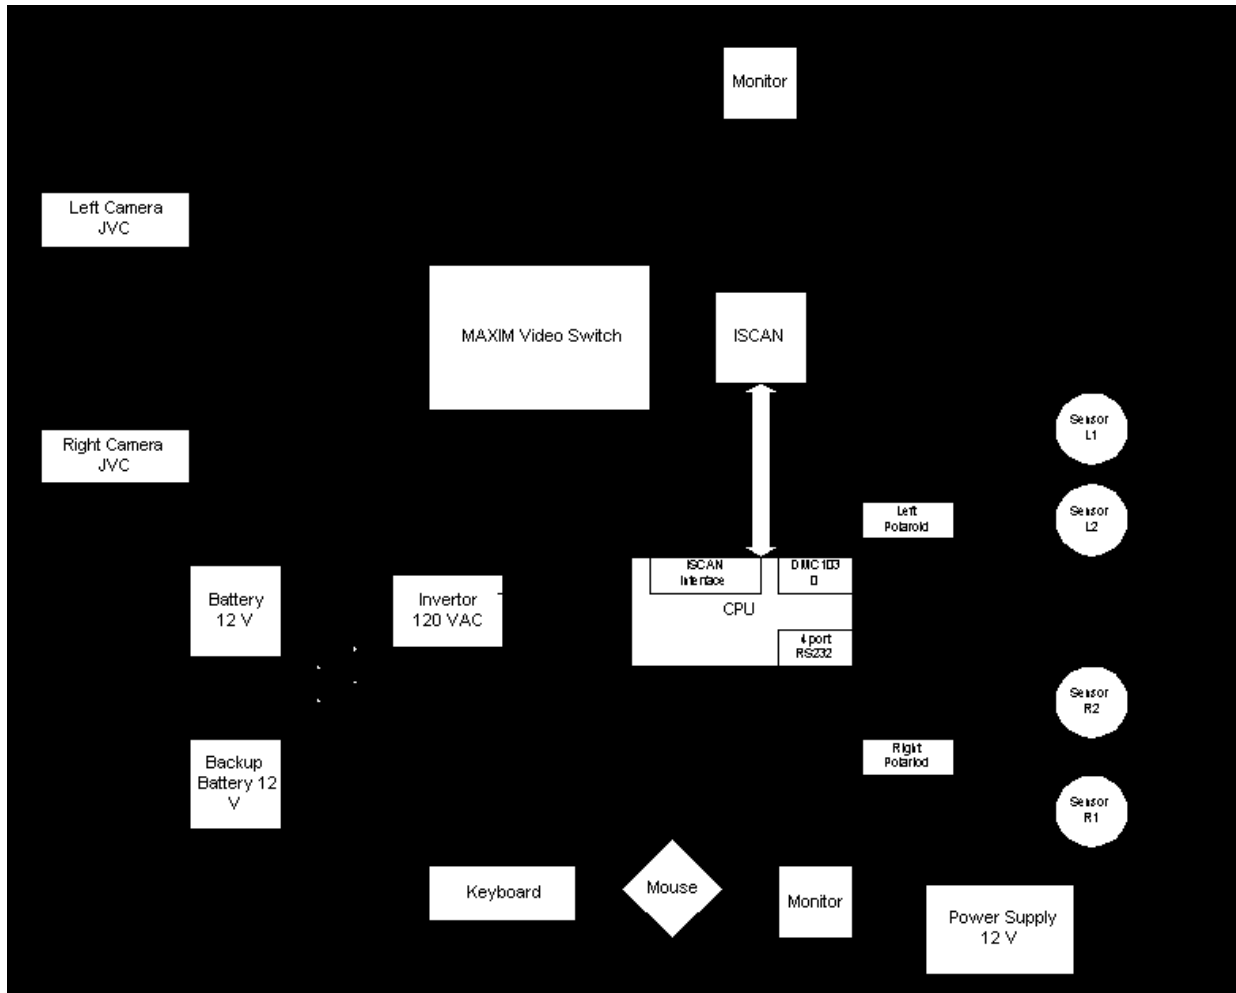 Monitor
Left Camera
JVC
MAXIM Video Switch
ISCAN
Sensor
L1
Right Camera
JVC
Left
Polaroid
Sensor
L2
Battery
12 V
Invertor
120 VAC
ISCAN
Interface
DMC103
0
CPU
4 port
RS232
Sensor
R2
Right
Polariod
Backup
Battery 12
V
Sensor
R1
Keyboard
Mouse
Monitor
Power Supply
12 V